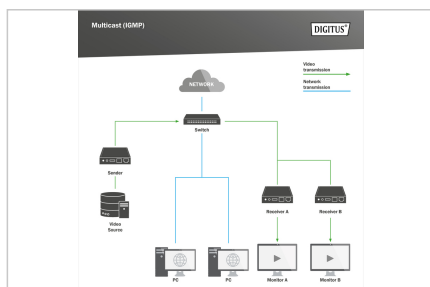 Multicast (IGMP)
DIGITUS®
Video
transmission
Network
transmission
NETWORK
Switch
Sender
Video
Source
Receiver A
Receiver B
PC
PC
Monitor A
Monitor B